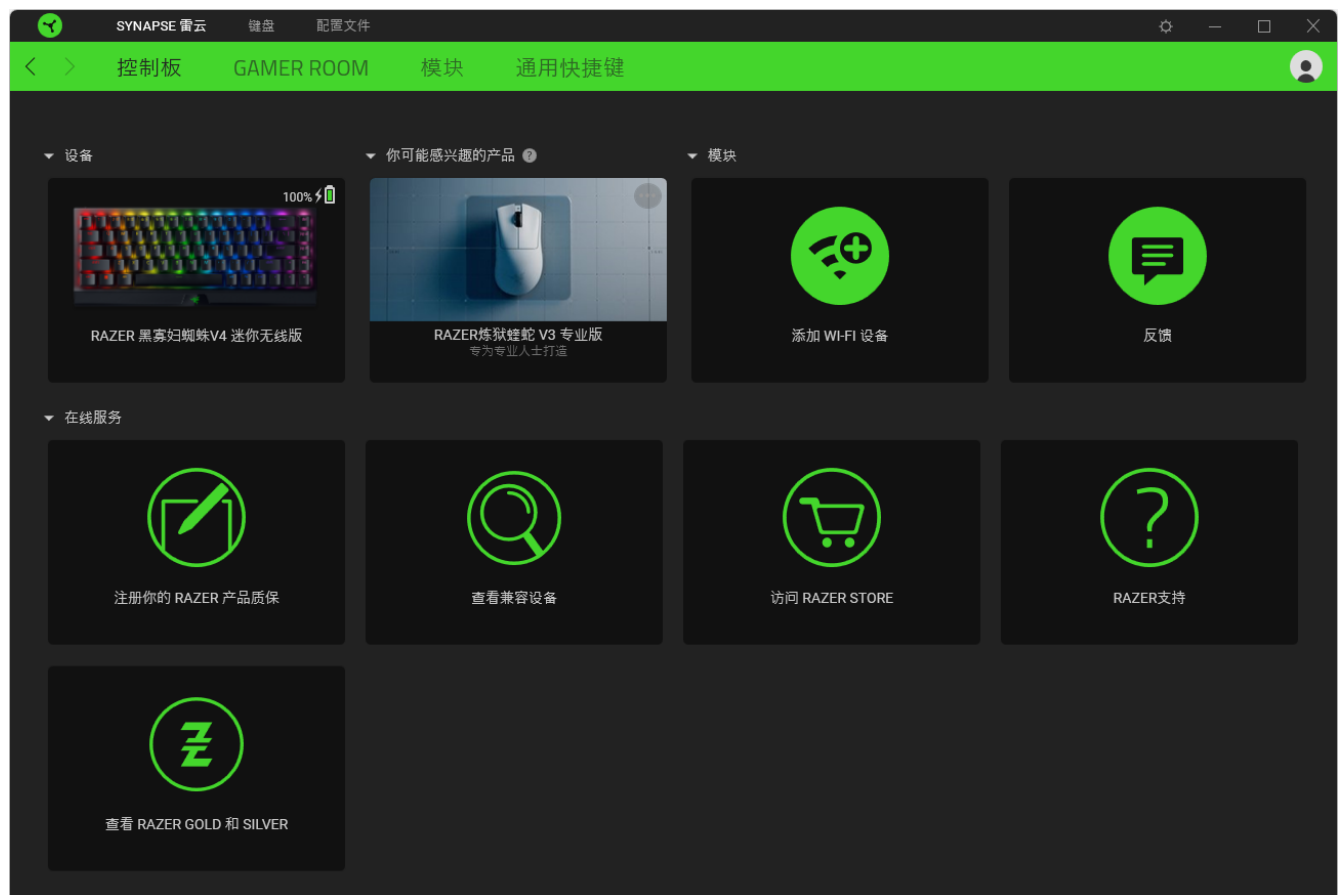 SYNAPSE 雷云
键盘
配置文件
控制板
GAMER ROOM
模块
通用快捷键
设备
你可能感兴趣的产品 ?
模块
100%
RAZER 黑寡妇蜘蛛V4 迷你无线版
RAZER炼狱蝰蛇 V3 专业版
专为专业人士打造
添加 WI-FI 设备
反馈
在线服务
注册你的 RAZER 产品质保
查看兼容设备
访问 RAZER STORE
RAZER支持
查看 RAZER GOLD 和 SILVER